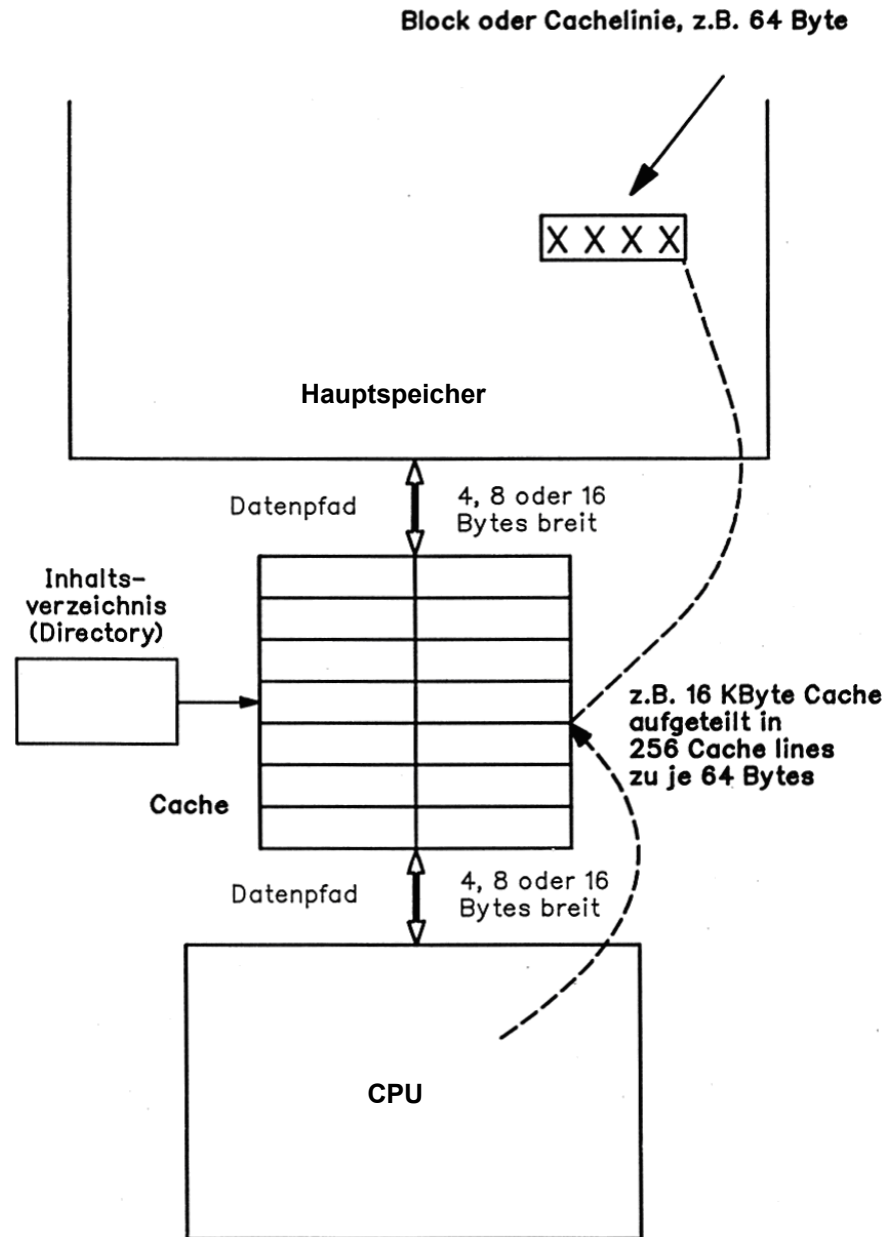 Block oder Cachelinie, z.B. 64 Byte
X X X X
Hauptspeicher
Datenpfad
4, 8 oder 16
Bytes breit
Inhalts-
verzeichnis
(Directory)
z.B. 16 KByte Cache
aufgeteilt in
256 Cache lines
zu je 64 Bytes
Cache
Datenpfad
4, 8 oder 16
Bytes breit
CPU